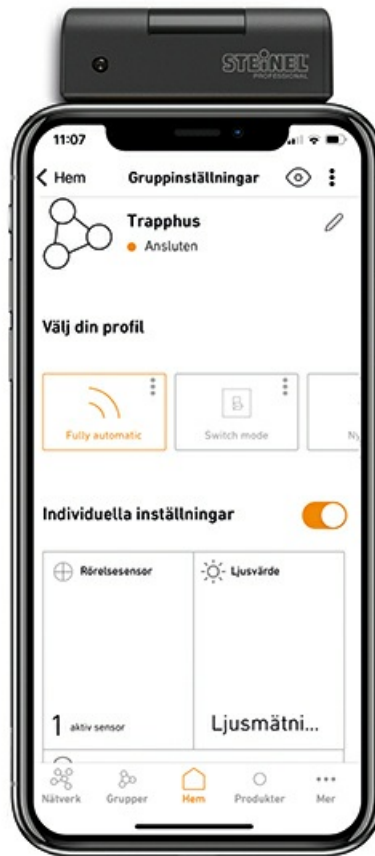 STEINEL
PROFESSIONAL
11:07
Hem
Gruppinställningar
Trapphus
Ansluten
Välj din profil
Fully automatic
Switch mode
Ny
Individuella inställningar
Rörelsesensor
Ljusvärde
1 aktiv sensor
Ljusmätni...
Nätverk
Grupper
Hem
Produkter
Mer